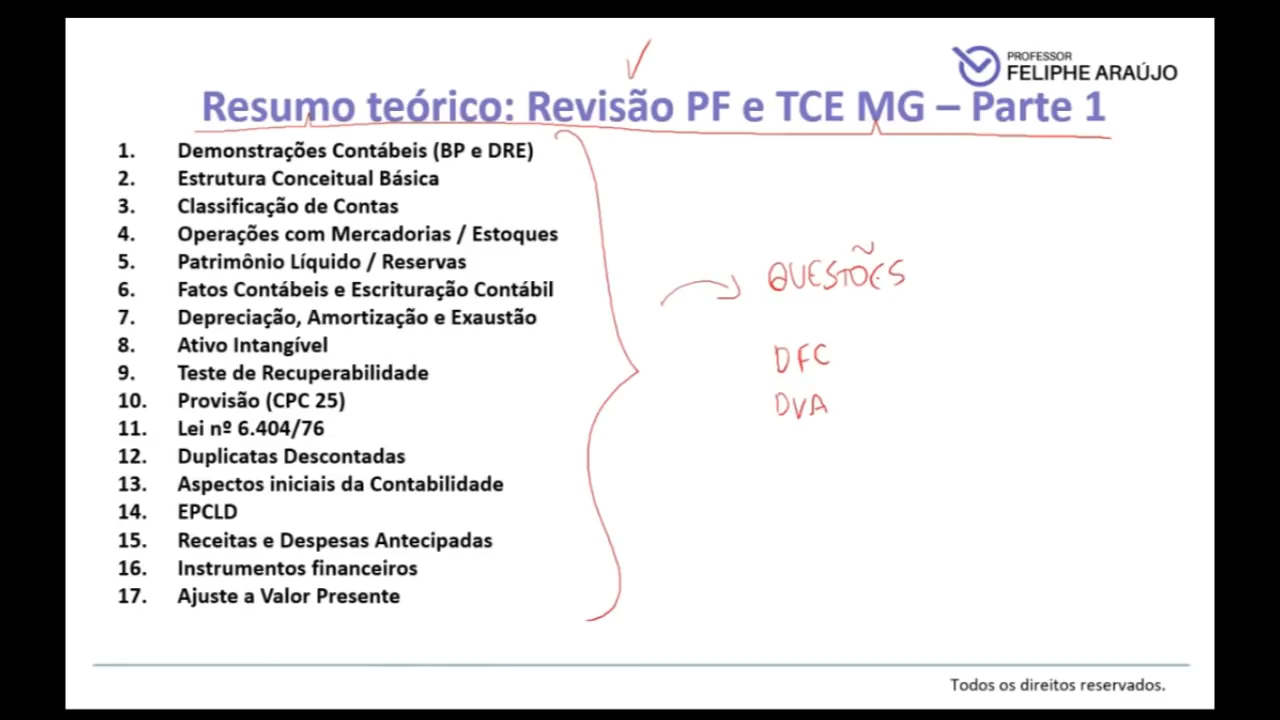 PROFESSOR
FELIPHE ARAÚJO
Resumo teórico: Revisão PF e TCE MG – Parte 1
1. Demonstrações Contábeis (BP e DRE)
2. Estrutura Conceitual Básica
3. Classificação de Contas
4. Operações com Mercadorias / Estoques
5. Patrimônio Líquido / Reservas
6. Fatos Contábeis e Escrituração Contábil
7. Depreciação, Amortização e Exaustão
8. Ativo Intangível
9. Teste de Recuperabilidade
10. Provisão (CPC 25)
11. Lei nº 6.404/76
12. Duplicatas Descontadas
13. Aspectos iniciais da Contabilidade
14. EPCLD
15. Receitas e Despesas Antecipadas
16. Instrumentos financeiros
17. Ajuste a Valor Presente
QUESTÕES
DFC
DVA
Todos os direitos reservados.